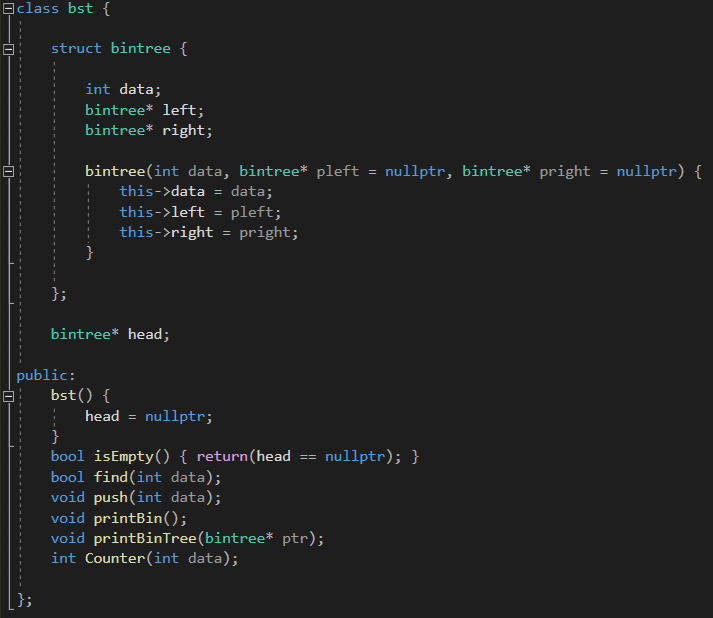 class bst {
struct bintree {
int data;
bintree* left;
bintree* right;
bintree(int data, bintree* pleft = nullptr, bintree* pright = nullptr) {
this->data = data;
this->left = pleft;
this->right = pright;
}
};
bintree* head;
public:
bst() {
head = nullptr;
}
bool isEmpty() { return(head == nullptr); }
bool find(int data);
void push(int data);
void printBin();
void printBinTree(bintree* ptr);
int Counter(int data);
};